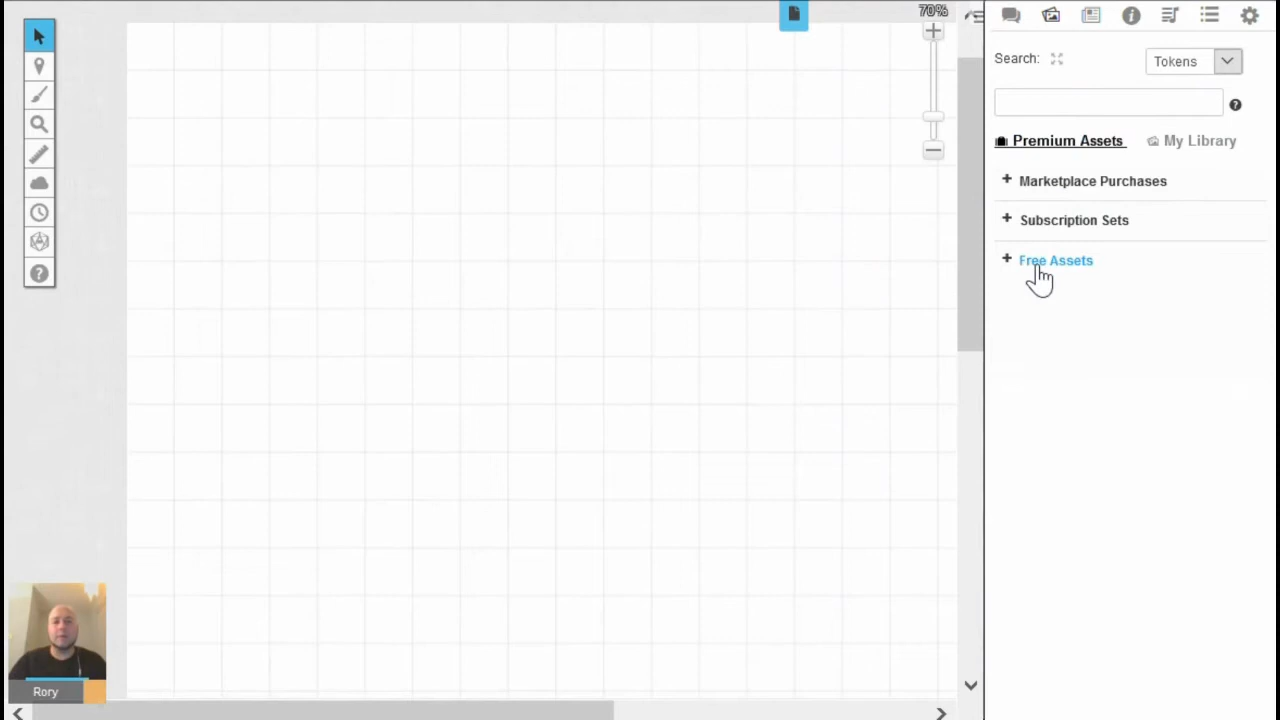 70%
Search:
Tokens
Premium Assets
My Library
Marketplace Purchases
Subscription Sets
Free Assets
Rory